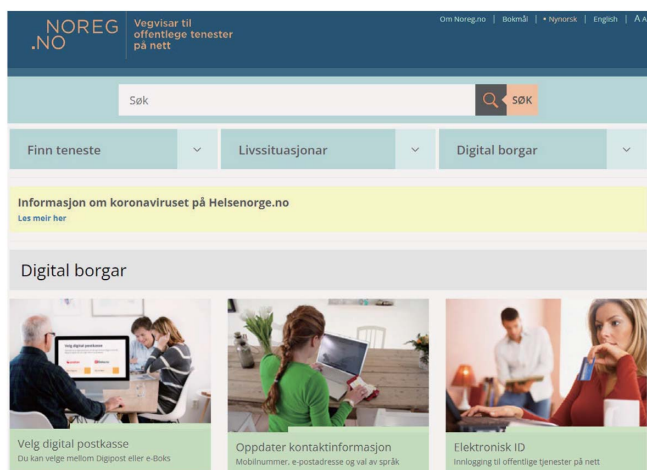 NOREG
.NO
Vegvisar til
offentlege tenester
på nett
Om Noreg.no | Bokmål | • Nynorsk | English | A A
Søk
SØK
Finn teneste
Livssituasjonar
Digital borgar
Informasjon om koronaviruset på Helsenorge.no
Les meir her
Digital borgar
Velg digital postkasse
Velg digital postkasse
Du kan velge mellom Digipost eller e-Boks
Oppdater kontaktinformasjon
Mobilnummer, e-postadresse og val av språk
Elektronisk ID
Innlogging til offentlige tjenester på nett